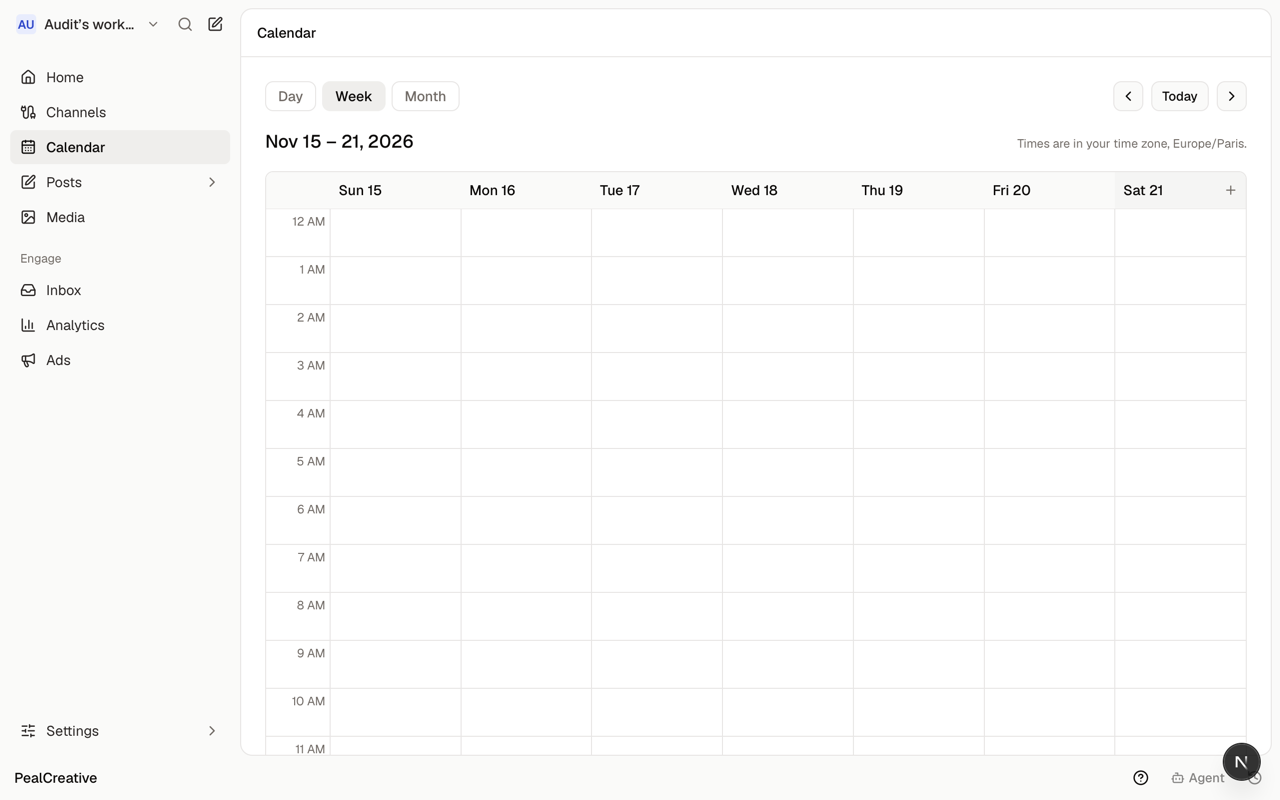 AU Audit's work...
Home
Channels
Calendar
Posts
Media
Engage
Inbox
Analytics
Ads
Settings
PealCreative
Calendar
Day Week Month
Today
Nov 15 – 21, 2026
Times are in your time zone, Europe/Paris.
Sun 15 Mon 16 Tue 17 Wed 18 Thu 19 Fri 20 Sat 21
12 AM
1 AM
2 AM
3 AM
4 AM
5 AM
6 AM
7 AM
8 AM
9 AM
10 AM
11 AM
Agent
N